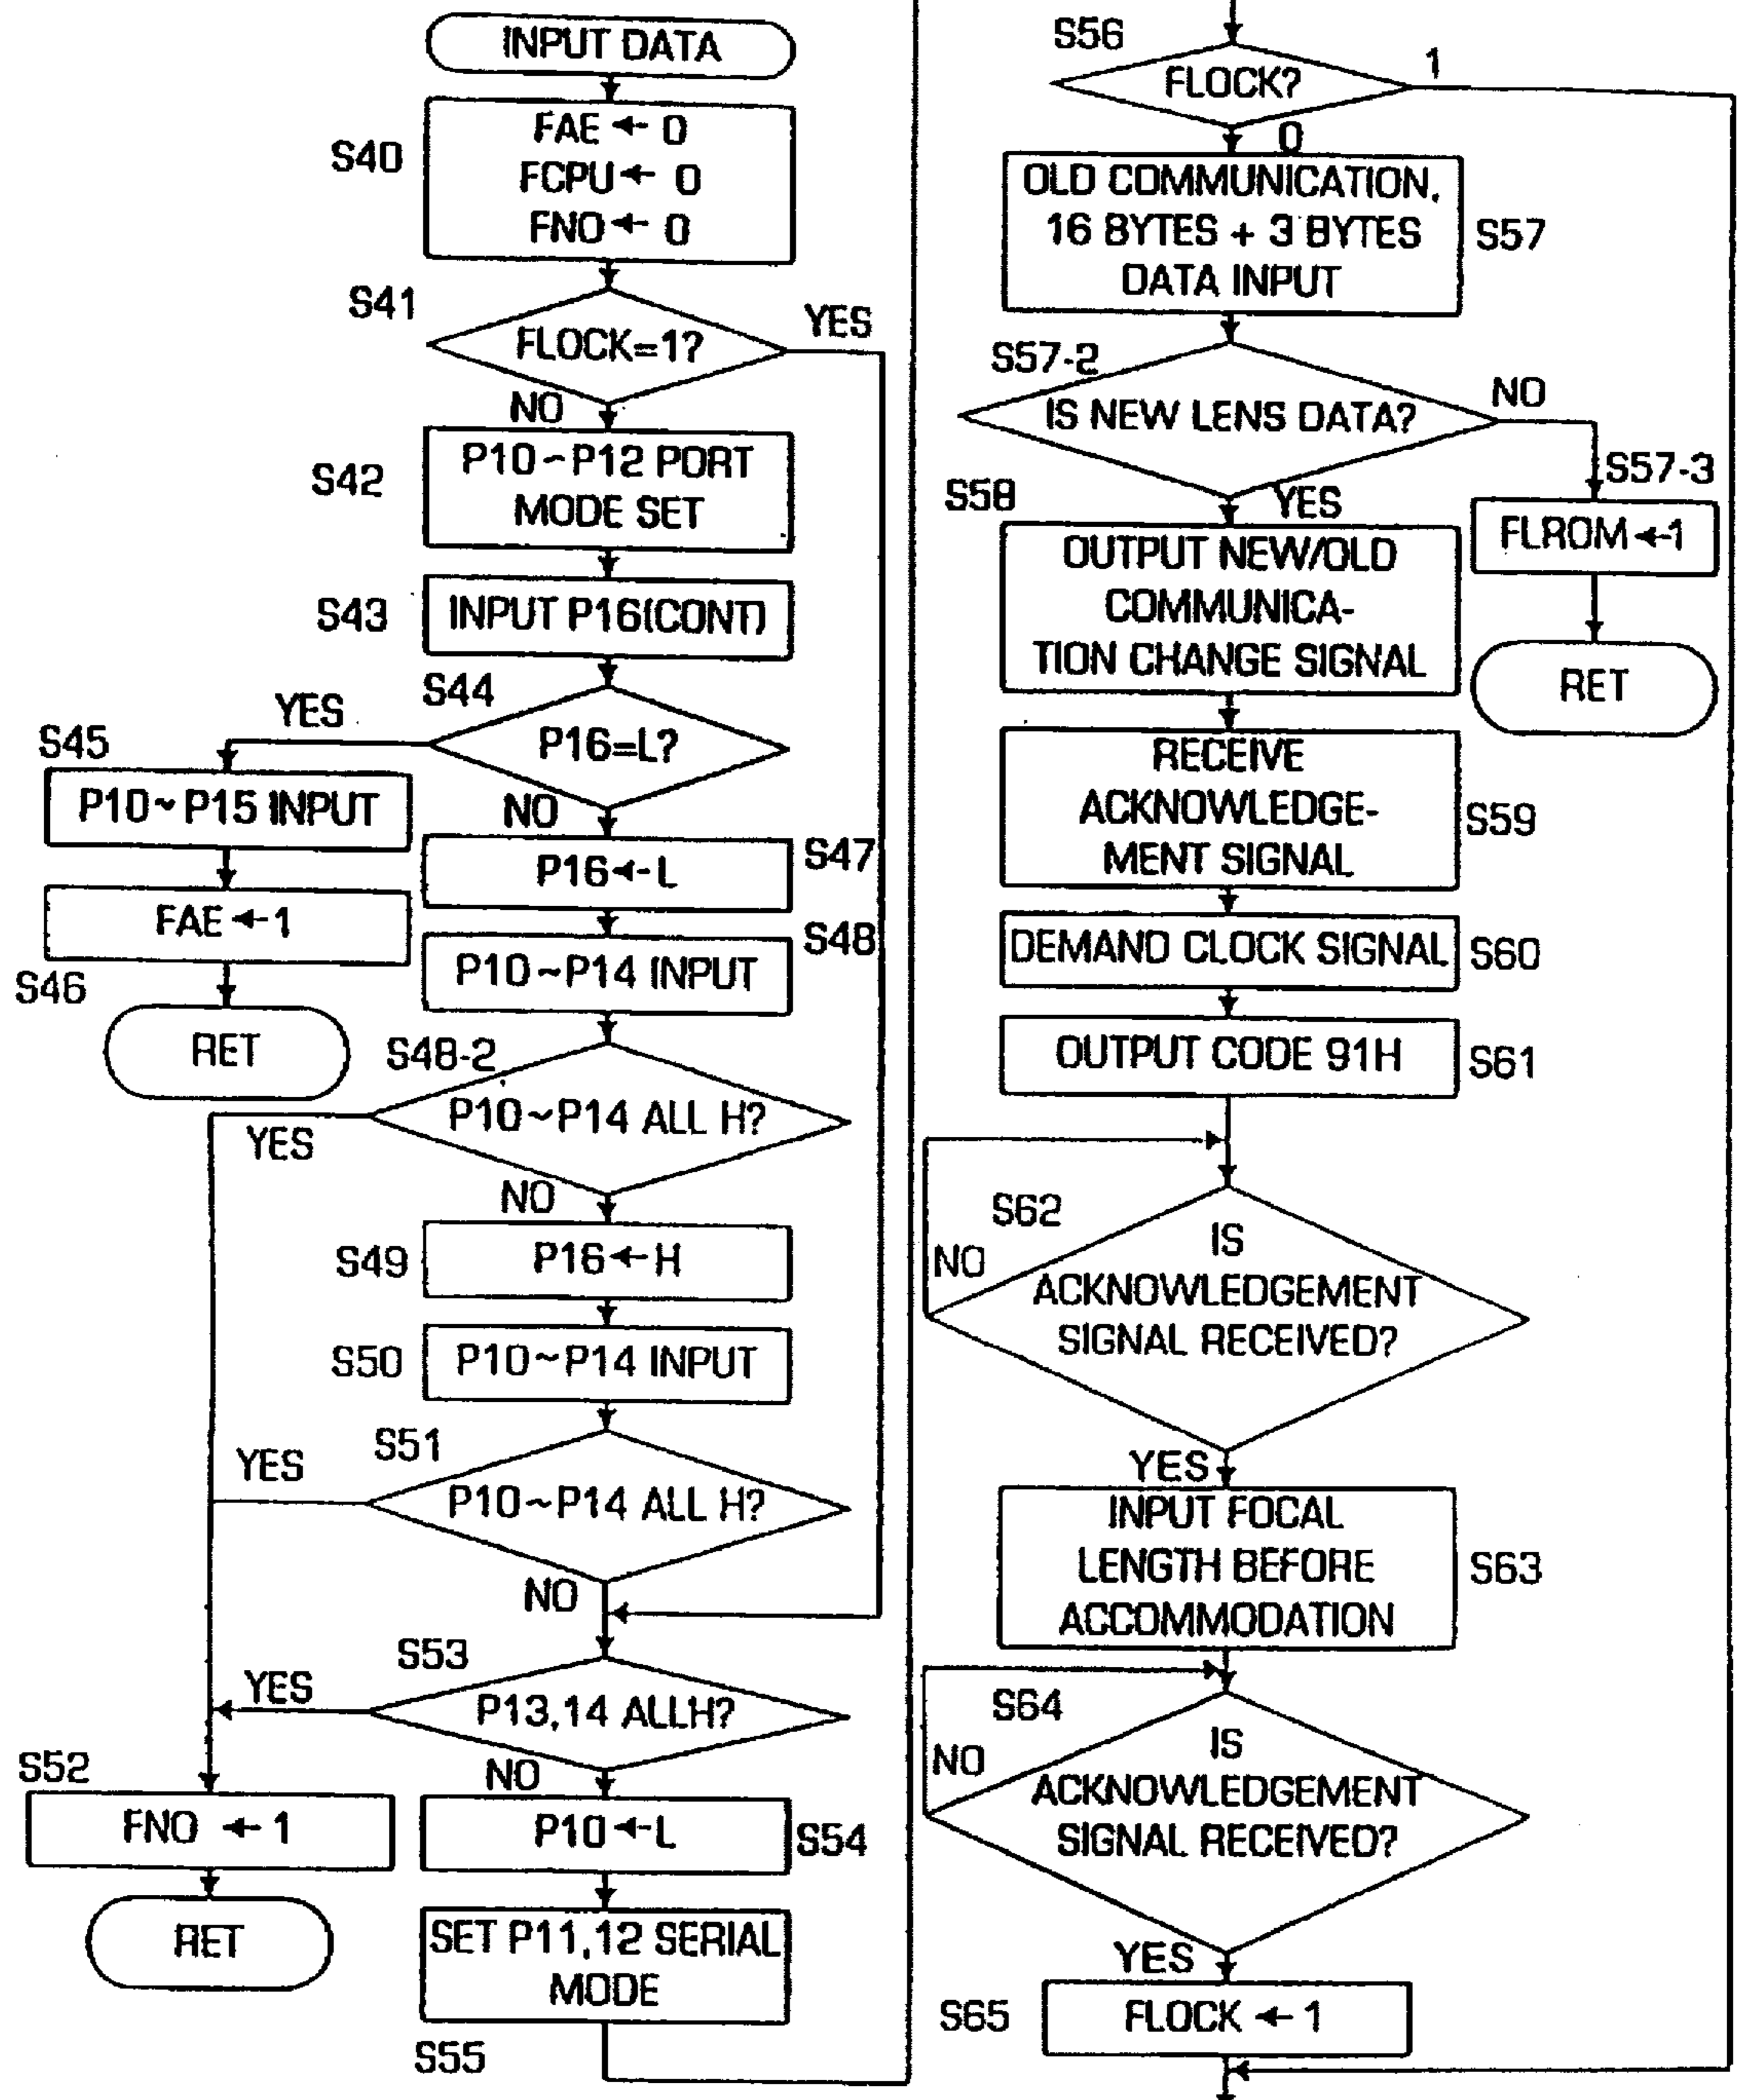 INPUT DATA
S40
FAE ← 0
FCPU ← 0
FNO ← 0
S41
FLOCK=1?
YES
NO
S42
P10~P12 PORT
MODE SET
S43
INPUT P16(CONT)
S44
YES
P16=L?
NO
S45
P10~P15 INPUT
FAE ← 1
S46
RET
P16 ← L
S47
P10~P14 INPUT
S48
S48-2
P10~P14 ALL H?
YES
NO
S49
P16 ← H
S50
P10~P14 INPUT
S51
YES
P10~P14 ALL H?
NO
S53
YES
P13,14 ALLH?
NO
S52
FNO ← 1
RET
P10 ← L
S54
SET P11,12 SERIAL
MODE
S55
S56
FLOCK?
1
0
OLD COMMUNICATION,
16 BYTES + 3 BYTES
DATA INPUT
S57
S57-2
IS NEW LENS DATA?
NO
YES
S57-3
FLROM ← 1
RET
S58
OUTPUT NEW/OLD
COMMUNICA-
TION CHANGE SIGNAL
RECEIVE
ACKNOWLEDGE-
MENT SIGNAL
S59
DEMAND CLOCK SIGNAL
S60
OUTPUT CODE 91H
S61
S62
NO
IS
ACKNOWLEDGEMENT
SIGNAL RECEIVED?
YES
INPUT FOCAL
LENGTH BEFORE
ACCOMMODATION
S63
S64
NO
IS
ACKNOWLEDGEMENT
SIGNAL RECEIVED?
YES
S65
FLOCK ← 1